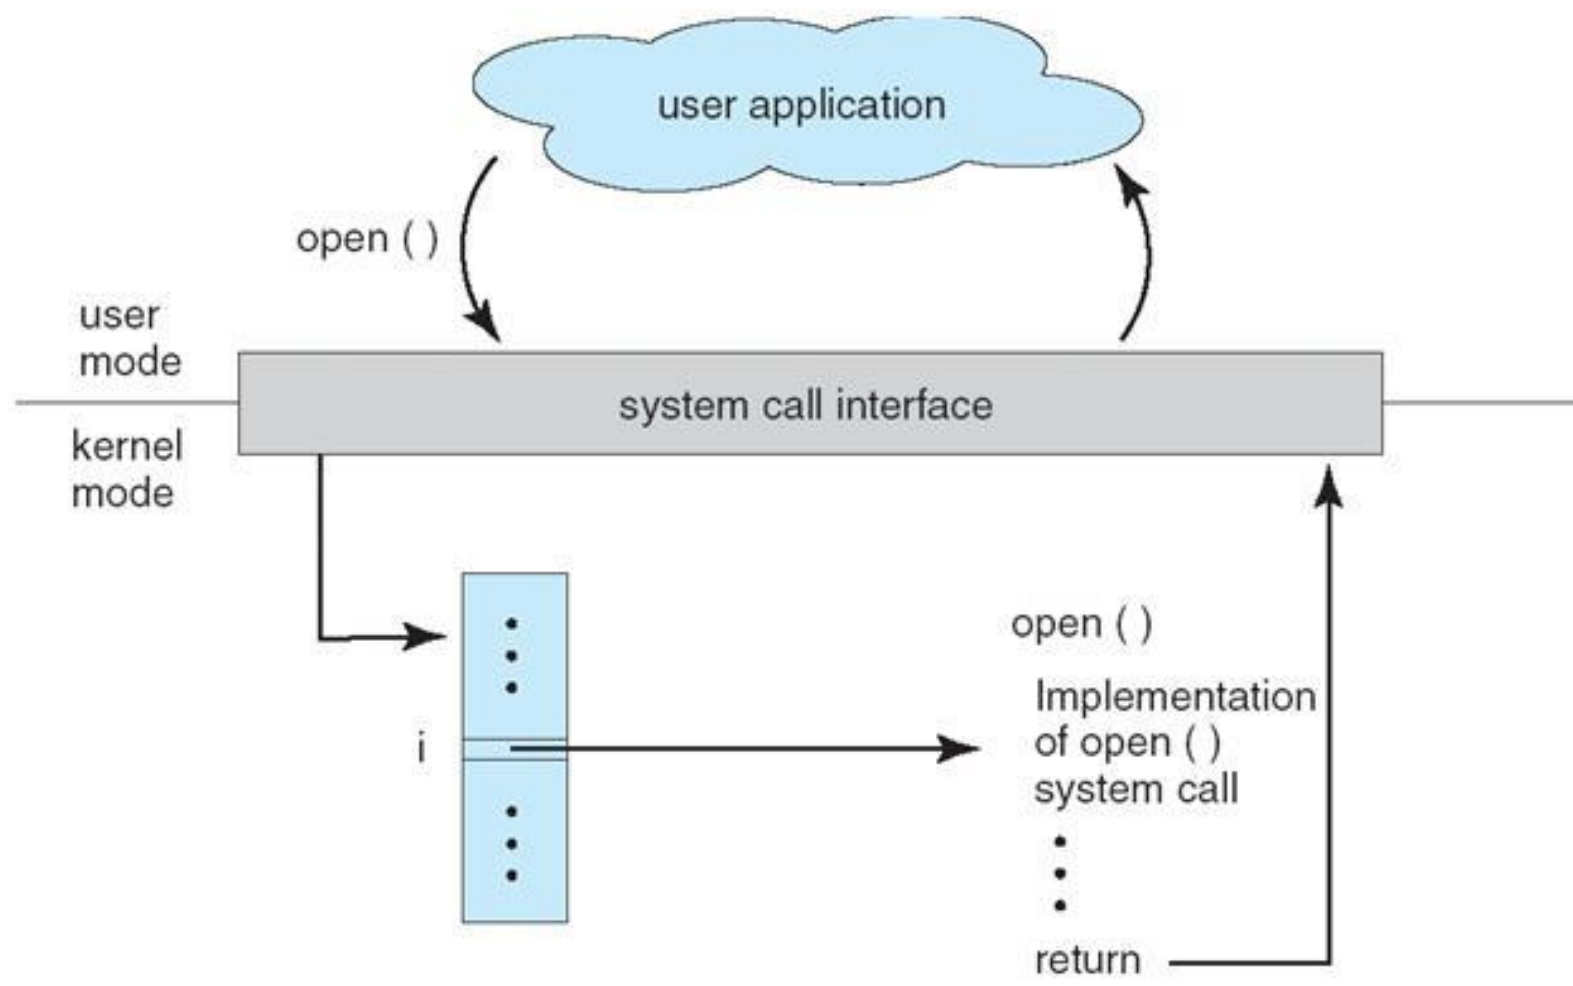 user application
open ( )
user
mode
system call interface
kernel
mode
open ( )
Implementation
of open ( )
system call
i
return